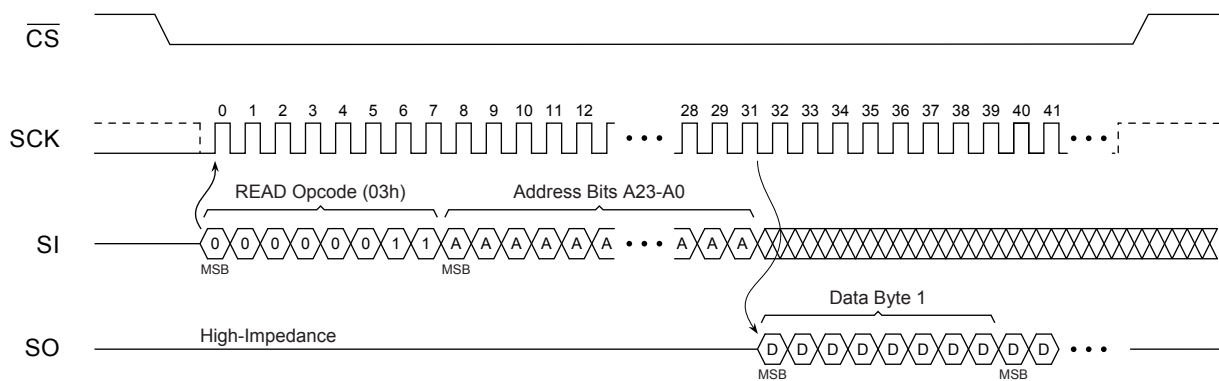 CS
0 1 2 3 4 5 6 7 8 9 10 11 12 28 29 31 32 33 34 35 36 37 38 39 40 41
SCK •••  •••
READ Opcode (03h) Address Bits A23-A0
SI 0 0 0 0 0 0 1 1 A A A A A A ••• A A A
MSB MSB
Data Byte 1
High-Impedance
SO D D D D D D D D D D •••
MSB MSB